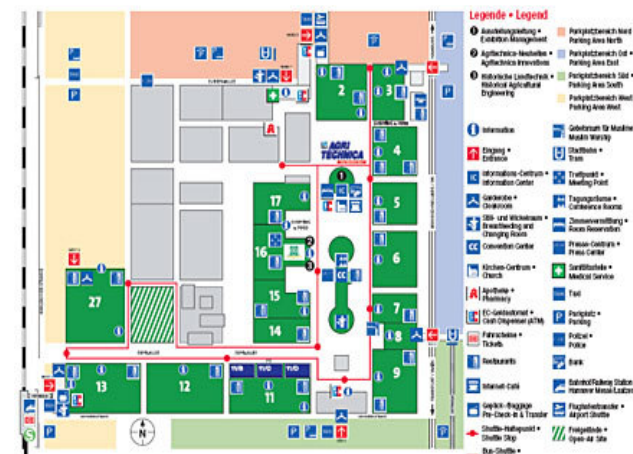 Legende • Legend
1 Ausstellungsleitung •
Exhibition Management
2 Agritechnica-Neuheiten •
Agritechnica Innovations
3 Historische Landtechnik •
Historical Agricultural
Engineering
Parkplatzbereich Nord
Parking Area North
Parkplatzbereich Ost •
Parking Area East
Parkplatzbereich Süd •
Parking Area South
Parkplatzbereich West
Parking Area West
Information
Eingang •
Entrance
Informations-Centrum •
Information Center
Garderobe •
Cloakroom
Still- und Wickelraum •
Breastfeeding and
Changing Room
Convention Center
Kirchen-Centrum •
Church
Apotheke •
Pharmacy
EC-Geldautomat •
Cash Dispenser (ATM)
Fahrscheine •
Tickets
Restaurants
Internet-Café
Gepäck • Baggage
Pre-Check-in & Transfer
Shuttle-Haltepunkt •
Shuttle Stop
Bus-Shuttle •
Gebetsraum für Muslime
Muslim Worship
Stadtbahn •
Tram
Treffpunkt •
Meeting Point
Tagungsräume •
Conference Rooms
Zimmervermittlung •
Room Reservation
Presse-Centrum •
Press Center
Sanitätsstelle •
Medical Service
Taxi
Parkplatz •
Parking
Polizei •
Police
Bank
Bahnhof/Railway Station
Hannover Messe/Laatzen
Flughafentransfer •
Airport Shuttle
Freigelände •
Open-Air Site
AGRI
TECHNICA
2
3
4
5
6
7
8
9
17
16
15
14
27
13
12
11
N